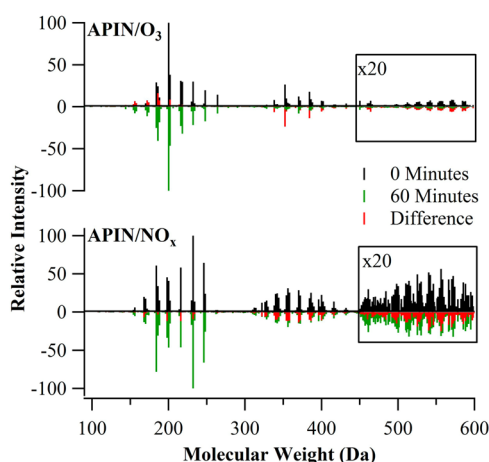 APIN/O₃
100
50
0
-50
-100
x20
0 Minutes
60 Minutes
Difference
Relative Intensity
APIN/NOₓ
100
50
0
-50
-100
x20
100 200 300 400 500 600
Molecular Weight (Da)